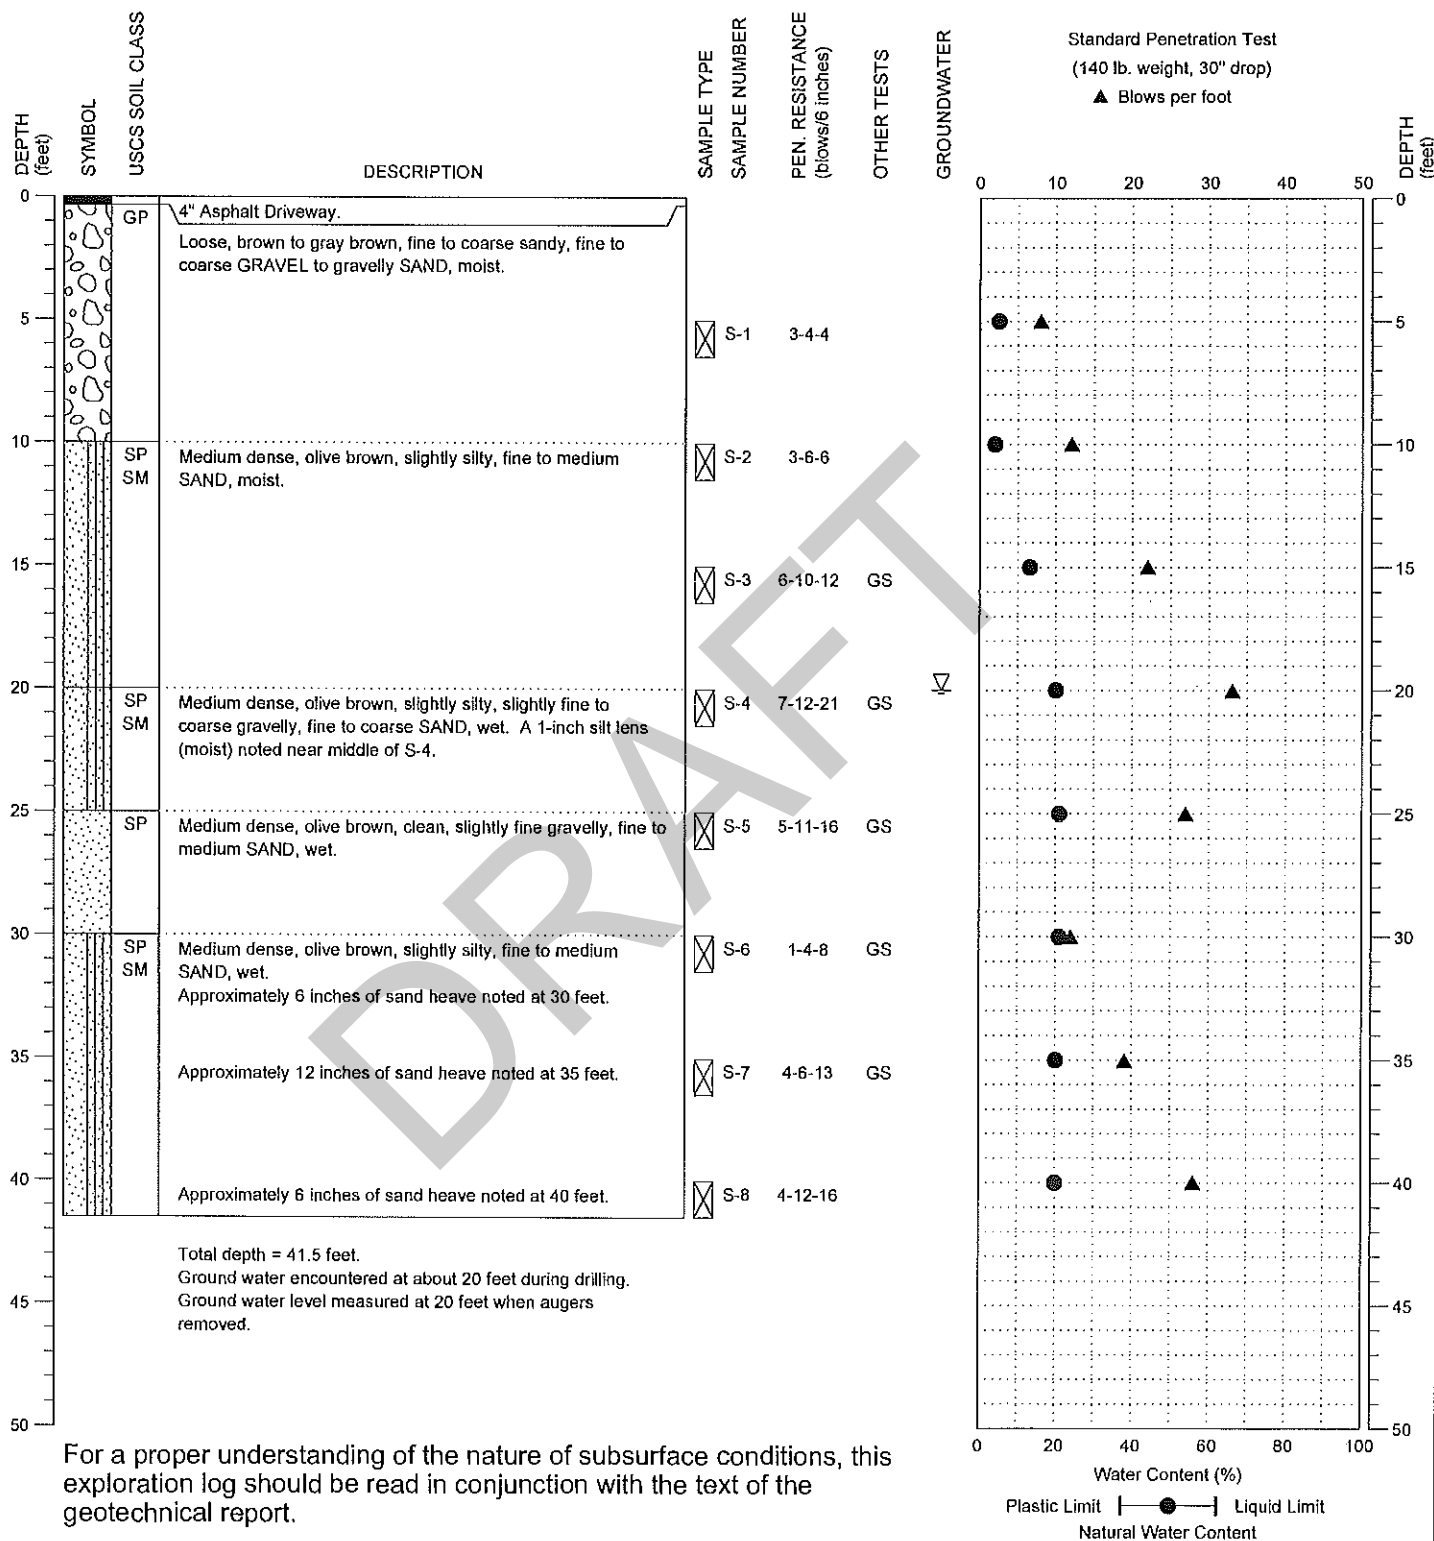 DEPTH
(feet)
SYMBOL
USCS SOIL CLASS
DESCRIPTION
SAMPLE TYPE
SAMPLE NUMBER
PEN. RESISTANCE
(blows/6 inches)
OTHER TESTS
GROUNDWATER
Standard Penetration Test
(140 lb. weight, 30" drop)
▲ Blows per foot
DEPTH
(feet)
0 10 20 30 40 50
0
GP
4" Asphalt Driveway.
0
Loose, brown to gray brown, fine to coarse sandy, fine to
coarse GRAVEL to gravelly SAND, moist.
5
S-1 3-4-4
5
10
SP
SM
Medium dense, olive brown, slightly silty, fine to medium
SAND, moist.
S-2 3-6-6
10
15
S-3 6-10-12 GS
15
20
SP
SM
Medium dense, olive brown, slightly silty, slightly fine to
coarse gravelly, fine to coarse SAND, wet. A 1-inch silt lens
(moist) noted near middle of S-4.
S-4 7-12-21 GS
20
25
SP
Medium dense, olive brown, clean, slightly fine gravelly, fine to
medium SAND, wet.
S-5 5-11-16 GS
25
30
SP
SM
Medium dense, olive brown, slightly silty, fine to medium
SAND, wet.
Approximately 6 inches of sand heave noted at 30 feet.
S-6 1-4-8 GS
30
35
Approximately 12 inches of sand heave noted at 35 feet.
S-7 4-6-13 GS
35
40
Approximately 6 inches of sand heave noted at 40 feet.
S-8 4-12-16
40
Total depth = 41.5 feet.
Ground water encountered at about 20 feet during drilling.
Ground water level measured at 20 feet when augers
removed.
45
45
50
50
DRAFT
0 20 40 60 80 100
Water Content (%)
Plastic Limit Liquid Limit
Natural Water Content
For a proper understanding of the nature of subsurface conditions, this
exploration log should be read in conjunction with the text of the
geotechnical report.